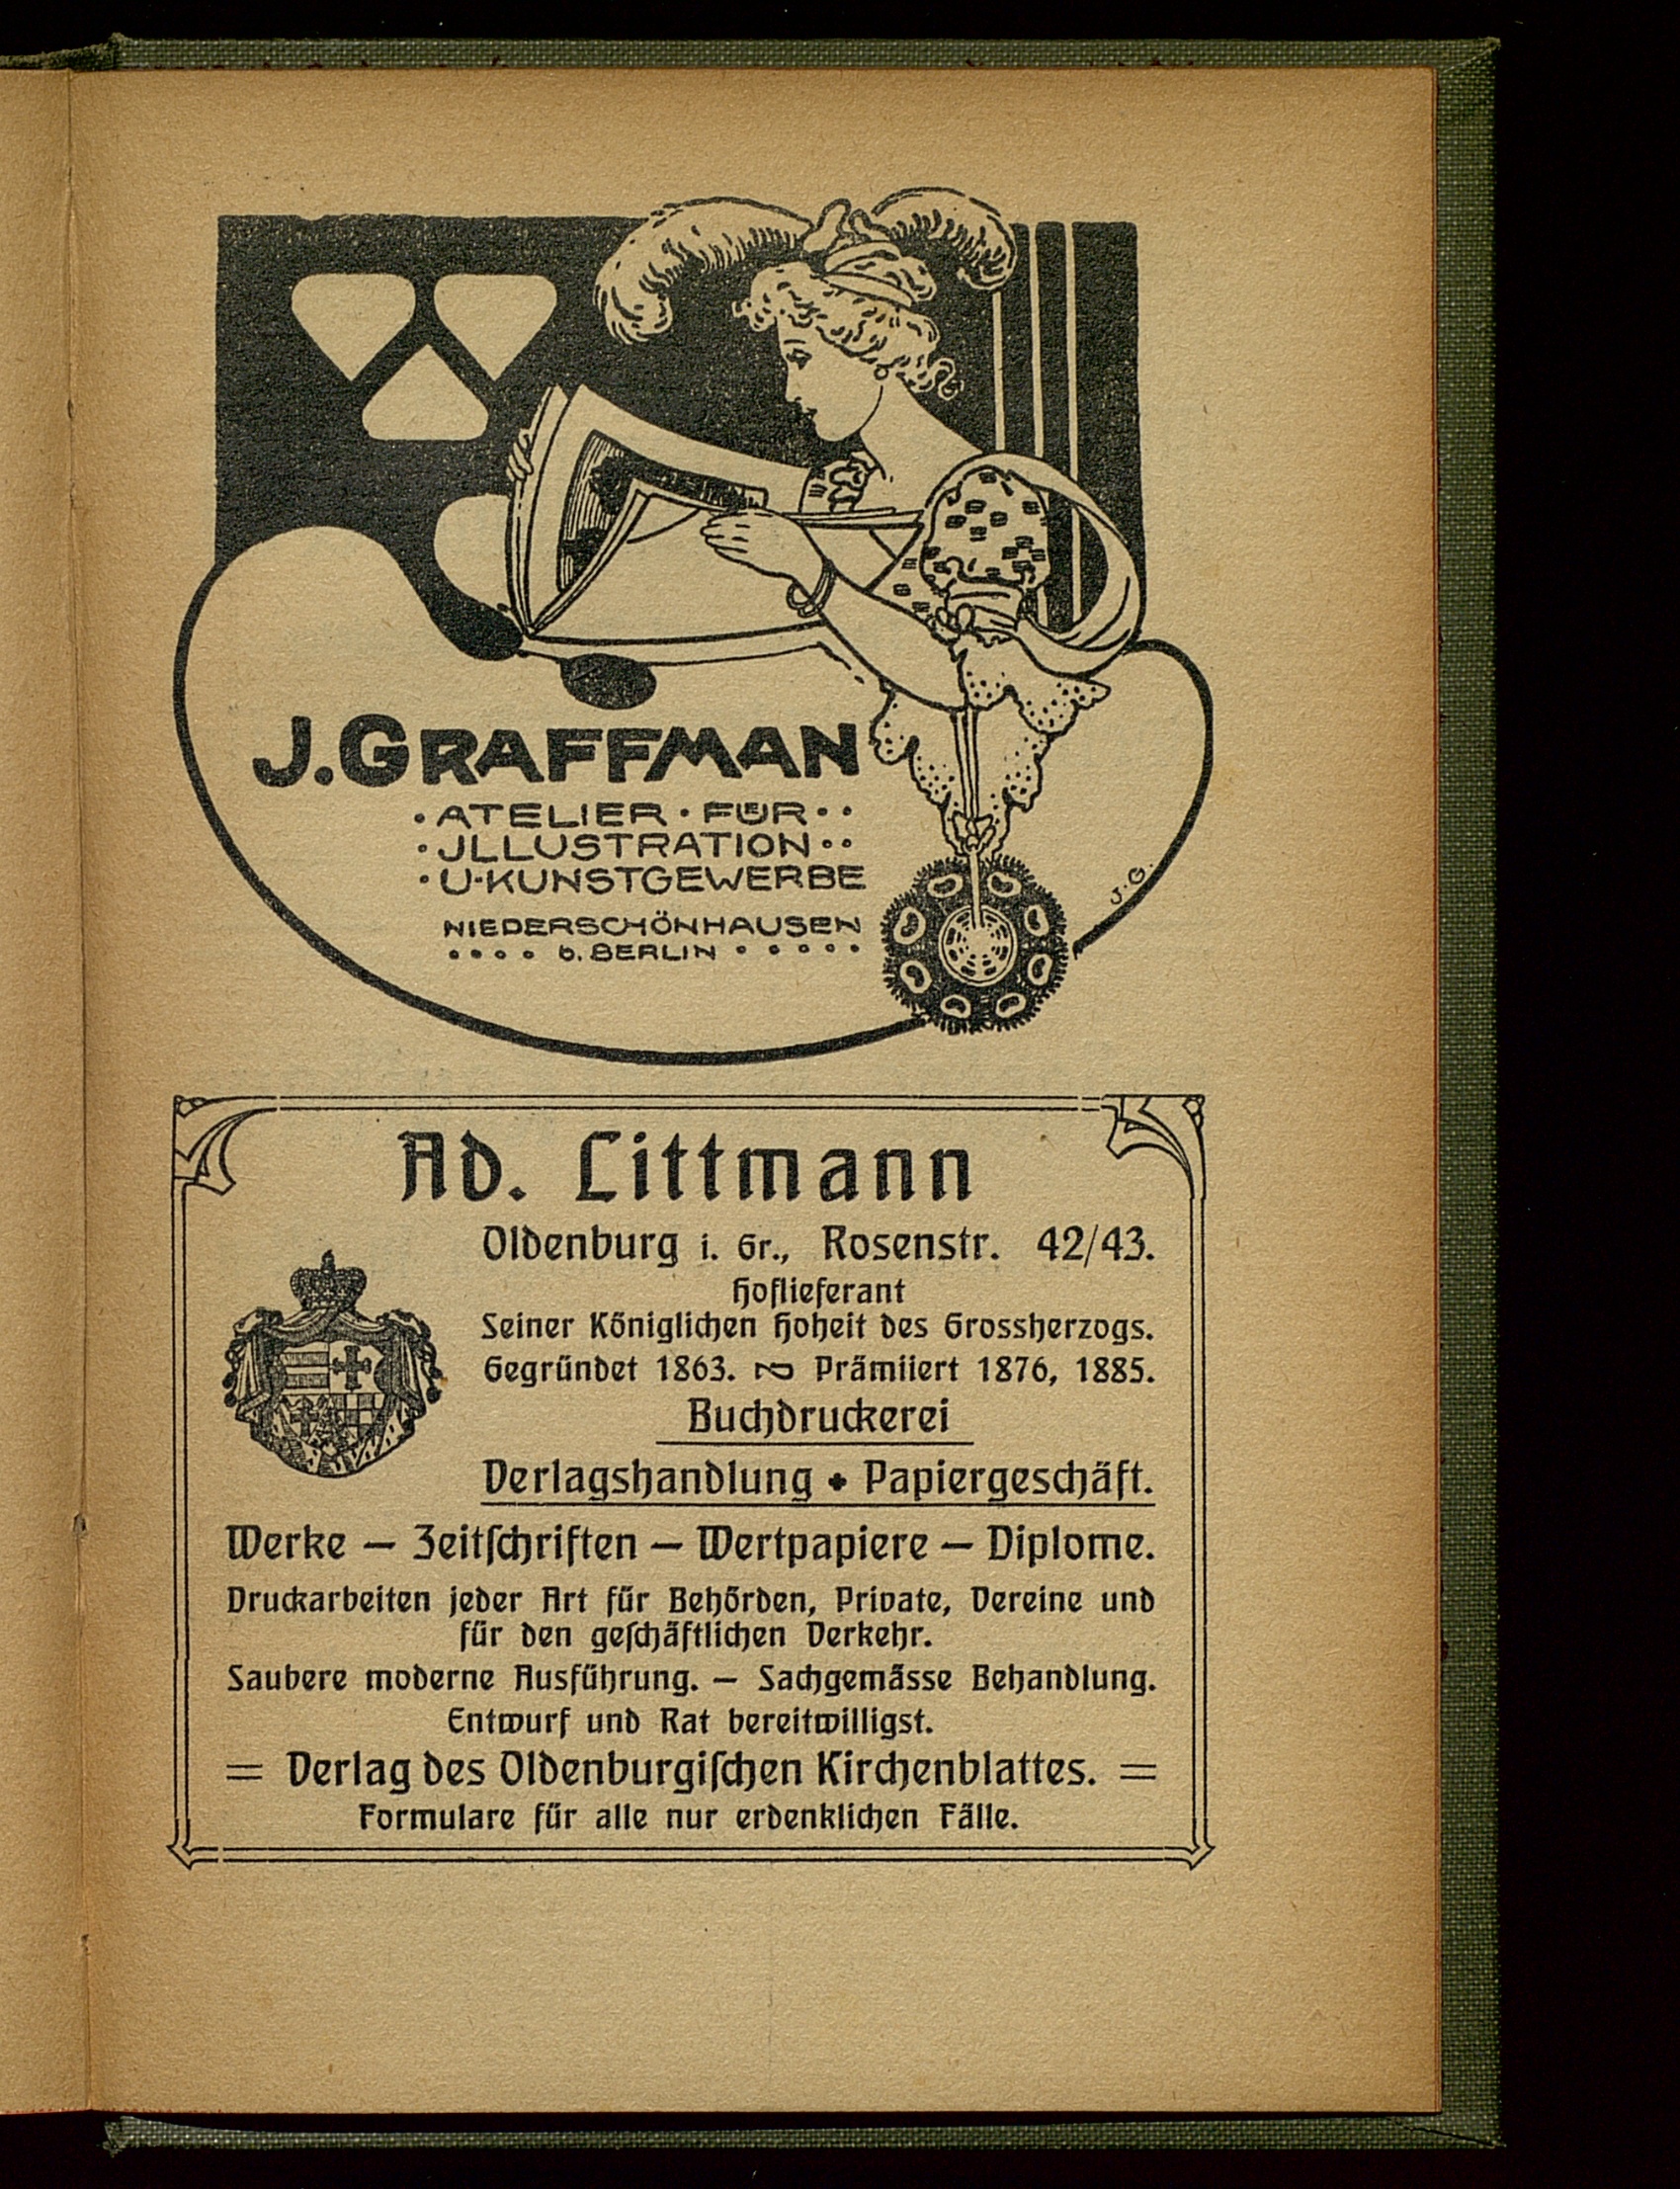 J. GRAFFMAN
· ATELIER · FÜR · ·
· JLLUSTRATION · ·
· U · KUNSTGEWERBE
NIEDERSCHÖNHAUSEN
· · · · b. BERLIN · · · · ·
J. G.
Ad. Littmann
Oldenburg i. Gr., Rosenstr. 42/43.
Hoflieferant
Seiner Königlichen Hoheit des Grossherzogs.
Gegründet 1863. ∾ Prämiiert 1876, 1885.
Buchdruckerei
Verlagshandlung ✦ Papiergeschäft.
Werke — Zeitſchriften — Wertpapiere — Diplome.
Druckarbeiten jeder Art für Behörden, Private, Vereine und
für den geſchäftlichen Verkehr.
Saubere moderne Ausführung. — Sachgemässe Behandlung.
Entwurf und Rat bereitwilligst.
= Verlag des Oldenburgiſchen Kirchenblattes. =
Formulare für alle nur erdenklichen Fälle.